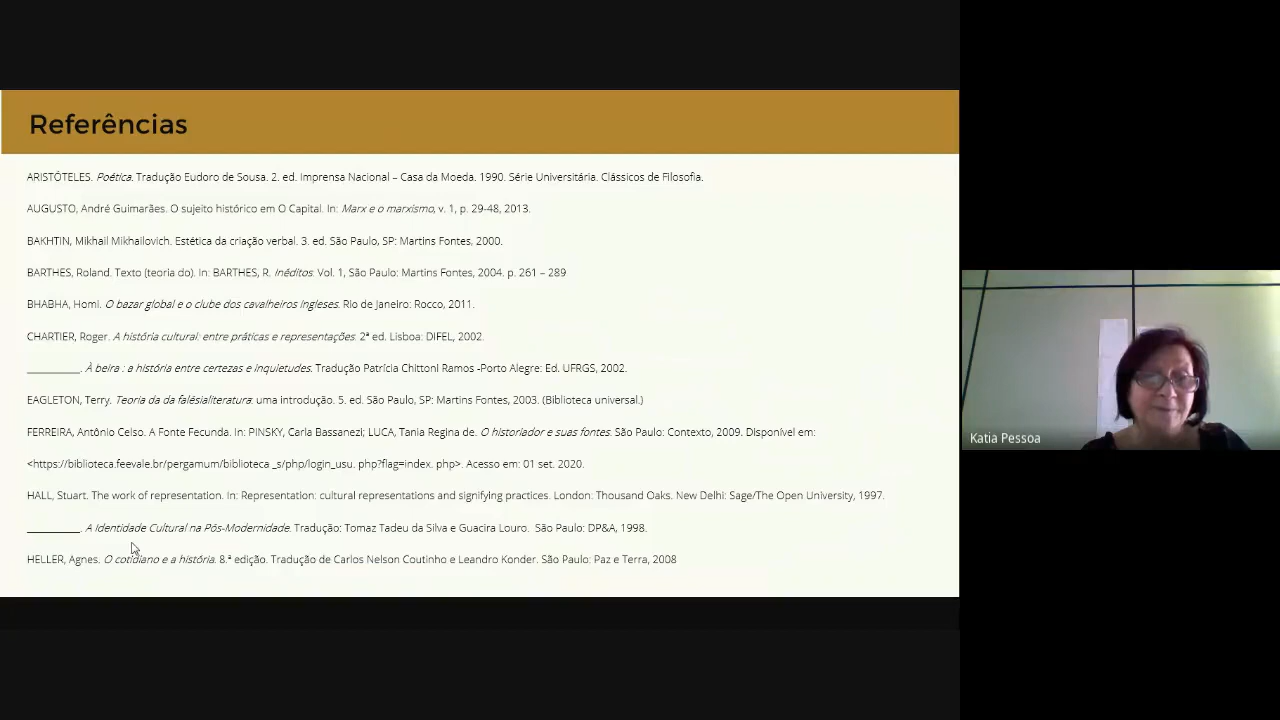 Referências
ARISTÓTELES. Poética. Tradução Eudoro de Sousa. 2. ed. Imprensa Nacional – Casa da Moeda. 1990. Série Universitária. Clássicos de Filosofia.
AUGUSTO, André Guimarães. O sujeito histórico em O Capital. In: Marx e o marxismo, v. 1, p. 29-48, 2013.
BAKHTIN, Mikhail Mikhailovich. Estética da criação verbal. 3. ed. São Paulo, SP: Martins Fontes, 2000.
BARTHES, Roland. Texto (teoria do). In: BARTHES, R. Inéditos. Vol. 1, São Paulo: Martins Fontes, 2004. p. 261 – 289
BHABHA, Homi. O bazar global e o clube dos cavalheiros ingleses. Rio de Janeiro: Rocco, 2011.
CHARTIER, Roger. A história cultural: entre práticas e representações. 2ª ed. Lisboa: DIFEL, 2002.
__________. À beira : a história entre certezas e inquietudes. Tradução Patrícia Chittoni Ramos -Porto Alegre: Ed. UFRGS, 2002.
EAGLETON, Terry. Teoria da da falésialiteratura: uma introdução. 5. ed. São Paulo, SP: Martins Fontes, 2003. (Biblioteca universal.)
FERREIRA, Antônio Celso. A Fonte Fecunda. In: PINSKY, Carla Bassanezi; LUCA, Tania Regina de. O historiador e suas fontes. São Paulo: Contexto, 2009. Disponível em:
<https://biblioteca.feevale.br/pergamum/biblioteca _s/php/login_usu. php?flag=index. php>. Acesso em: 01 set. 2020.
HALL, Stuart. The work of representation. In: Representation: cultural representations and signifying practices. London. Thousand Oaks. New Delhi: Sage/The Open University, 1997.
__________. A Identidade Cultural na Pós-Modernidade. Tradução: Tomaz Tadeu da Silva e Guacira Louro. São Paulo: DP&A, 1998.
HELLER, Agnes. O cotidiano e a história. 8.ª edição. Tradução de Carlos Nelson Coutinho e Leandro Konder. São Paulo: Paz e Terra, 2008
Katia Pessoa